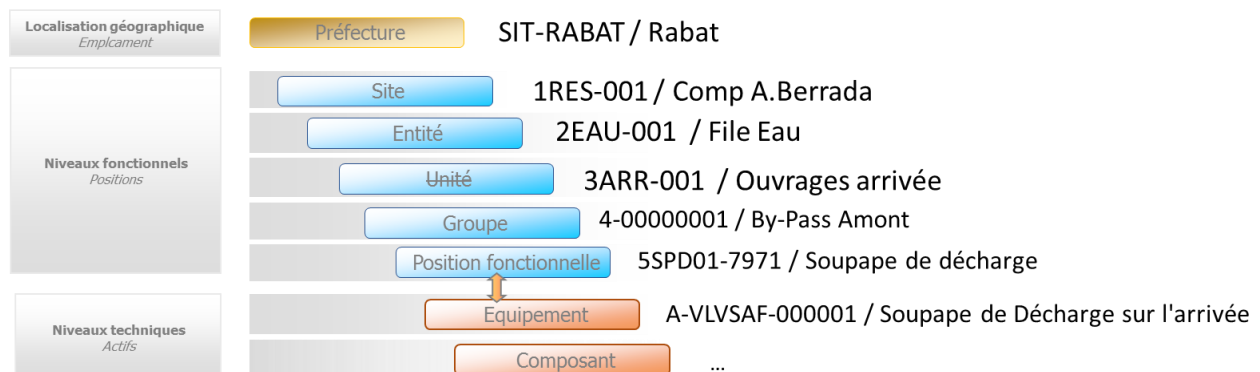 Localisation géographique
Emplcament
Préfecture
SIT-RABAT / Rabat
Site
1RES-001 / Comp A.Berrada
Entité
2EAU-001 / File Eau
Niveaux fonctionnels
Positions
Unité
3ARR-001 / Ouvrages arrivée
Groupe
4-00000001 / By-Pass Amont
Position fonctionnelle
5SPD01-7971 / Soupape de décharge
Equipement
A-VLVSAF-000001 / Soupape de Décharge sur l'arrivée
Niveaux techniques
Actifs
Composant
...